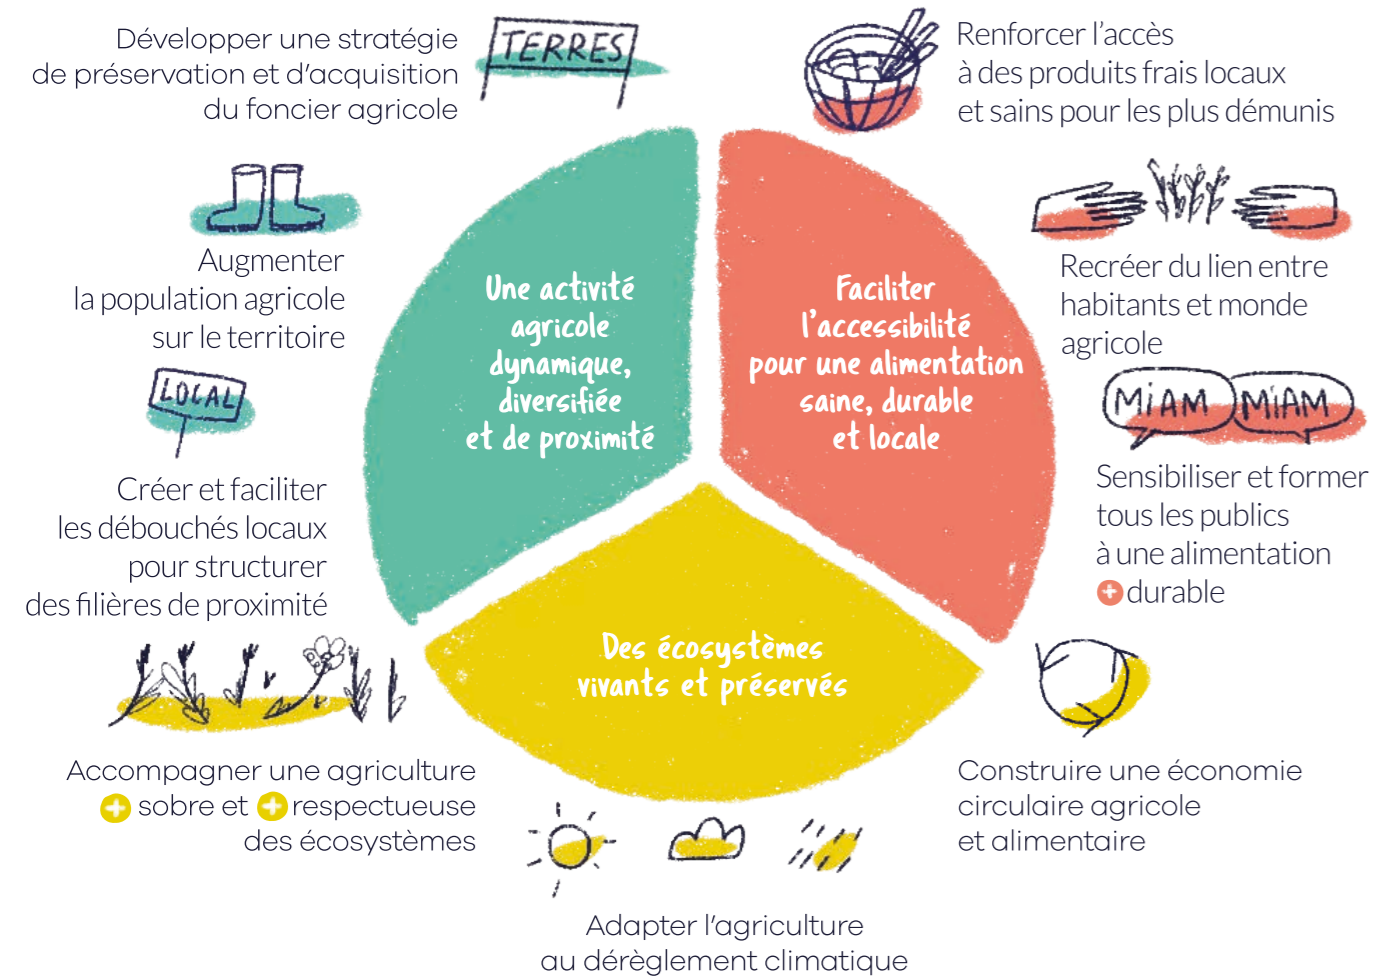 Développer une stratégie
de préservation et d'acquisition
du foncier agricole
TERRES
Augmenter
la population agricole
sur le territoire
LOCAL
Créer et faciliter
les débouchés locaux
pour structurer
des filières de proximité
Une activité
agricole
dynamique,
diversifiée
et de proximité
Renforcer l'accès
à des produits frais locaux
et sains pour les plus démunis
Recréer du lien entre
habitants et monde
agricole
MiAM MiAM
Sensibiliser et former
tous les publics
à une alimentation
+ durable
Faciliter
l'accessibilité
pour une alimentation
saine, durable
et locale
Des écosystèmes
vivants et préservés
Accompagner une agriculture
+ sobre et + respectueuse
des écosystèmes
Adapter l'agriculture
au dérèglement climatique
Construire une économie
circulaire agricole
et alimentaire